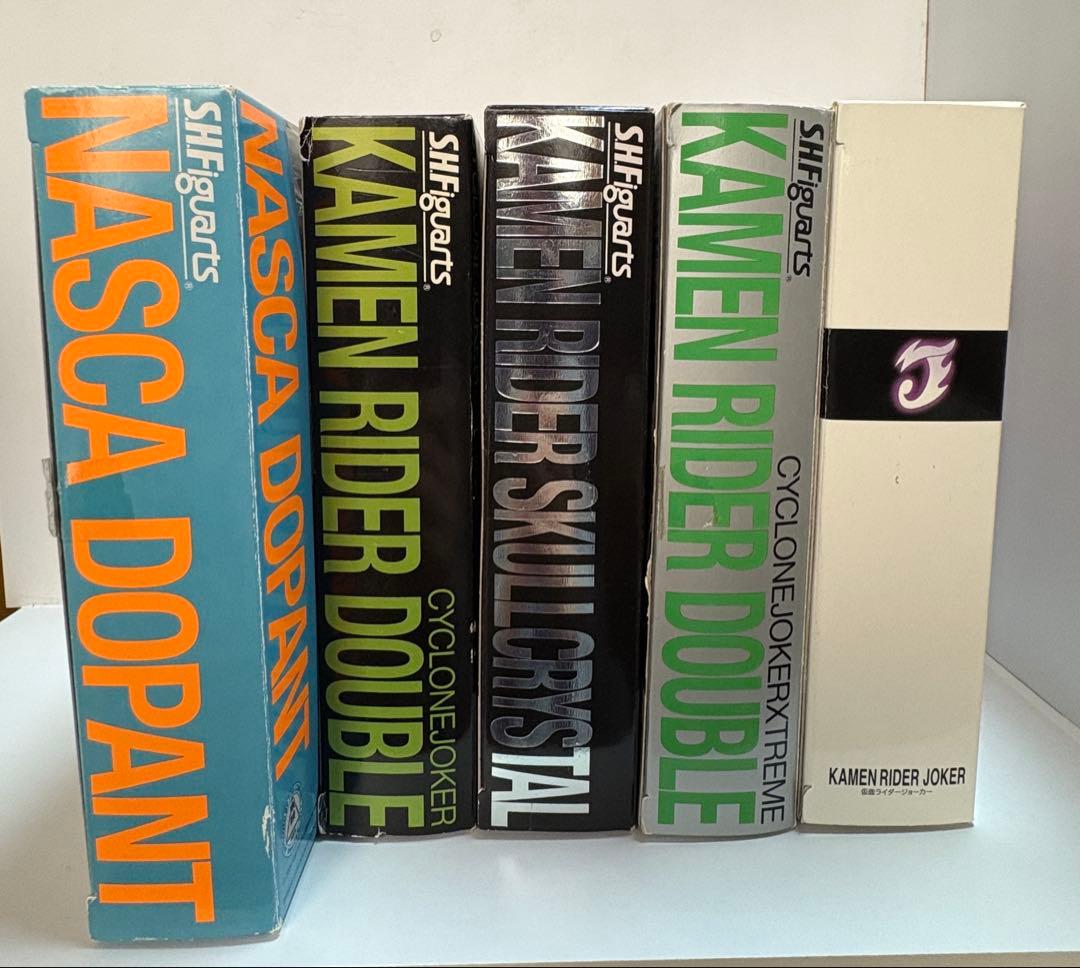 S.H.Figuarts
NASCA DOPANT
NASCA DOPANT
S.H.Figuarts®
KAMEN RIDER DOUBLE
CYCLONEJOKER
S.H.Figuarts®
KAMEN RIDER SKULLCRYSTAL
S.H.Figuarts®
KAMEN RIDER DOUBLE
CYCLONEJOKERXTREME
J
KAMEN RIDER JOKER
仮面ライダージョーカー